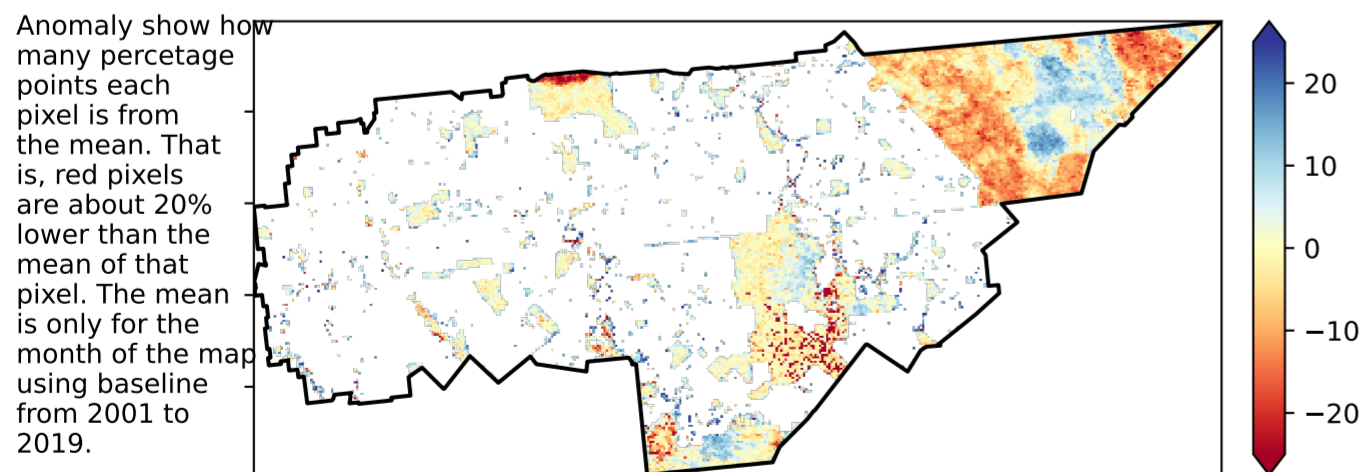 Anomaly show how
many percetage
points each
pixel is from
the mean. That
is, red pixels
are about 20%
lower than the
mean of that
pixel. The mean
is only for the
month of the map
using baseline
from 2001 to
2019.
20
10
0
−10
−20